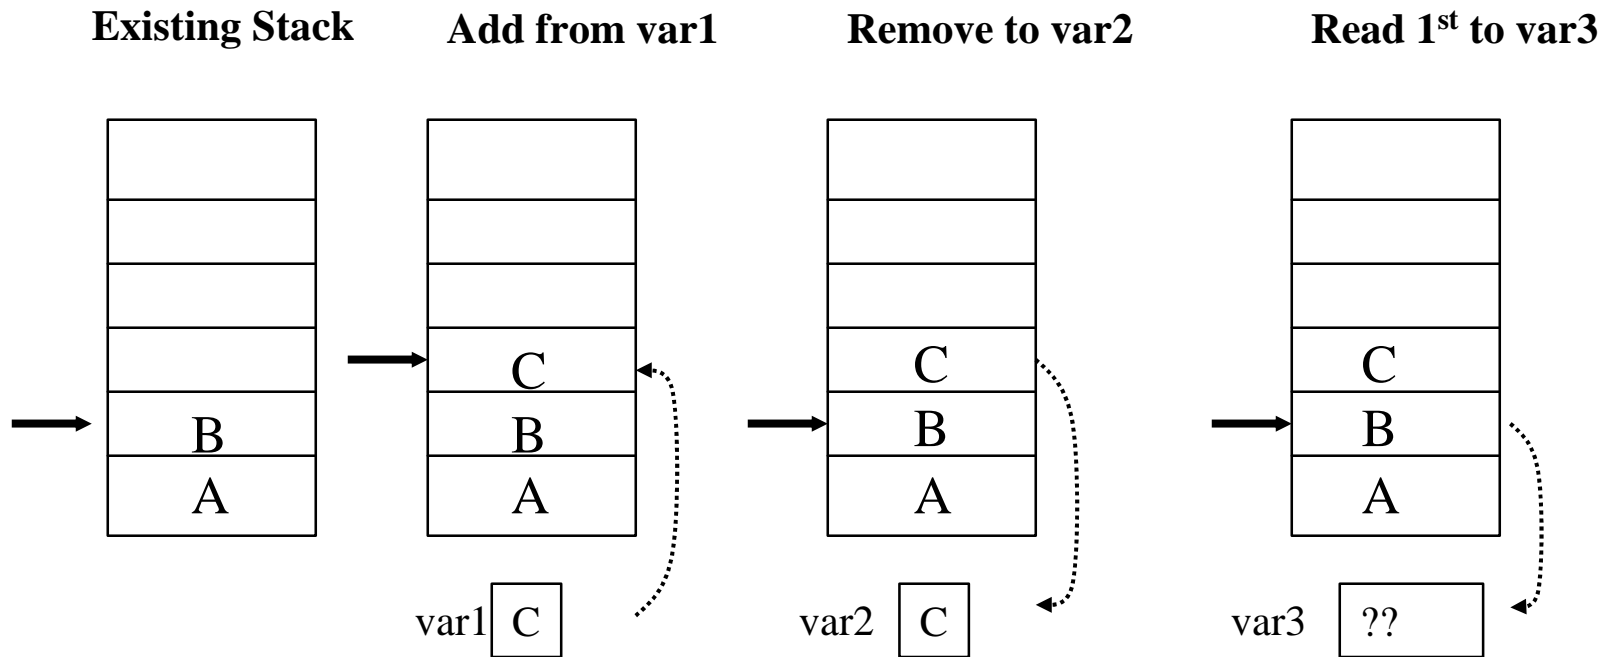 Existing Stack
Add from var1
Remove to var2
Read 1st to var3
B
A
C
B
A
C
B
A
C
B
A
var1 C
var2 C
var3 ??